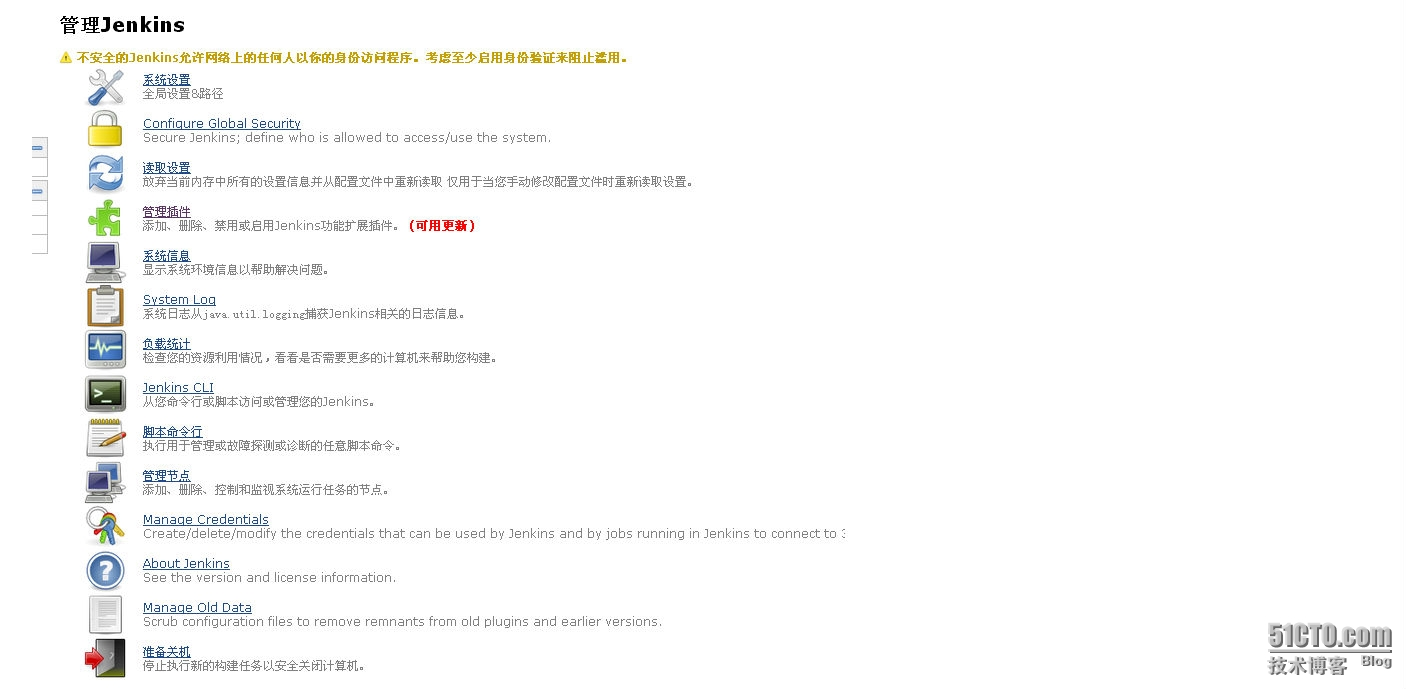 管理Jenkins
不安全的Jenkins允许网络上的任何人以你的身份访问程序。考虑至少启用身份验证来阻止滥用。
系统设置
全局设置&路径
Configure Global Security
Secure Jenkins; define who is allowed to access/use the system.
读取设置
放弃当前内存中所有的设置信息并从配置文件中重新读取 仅用于当您手动修改配置文件时重新读取设置。
管理插件
添加、删除、禁用或启用Jenkins功能扩展插件。 (可用更新)
系统信息
显示系统环境信息以帮助解决问题。
System Log
系统日志从java.util.logging捕获Jenkins相关的日志信息。
负载统计
检查您的资源利用情况，看看是否需要更多的计算机来帮助您构建。
Jenkins CLI
从您命令行或脚本访问或管理您的Jenkins。
脚本命令行
执行用于管理或故障探测或诊断的任意脚本命令。
管理节点
添加、删除、控制和监视系统运行任务的节点。
Manage Credentials
Create/delete/modify the credentials that can be used by Jenkins and by jobs running in Jenkins to connect to
About Jenkins
See the version and license information.
Manage Old Data
Scrub configuration files to remove remnants from old plugins and earlier versions.
准备关机
停止执行新的构建任务以安全关闭计算机。
51CTO.com
技术博客 Blog